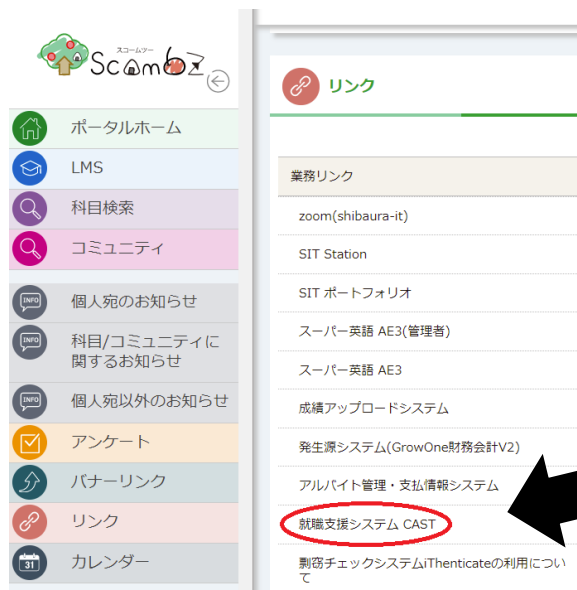 スコームツー
ScombZ
ポータルホーム
LMS
科目検索
コミュニティ
INFO
個人宛のお知らせ
INFO
科目/コミュニティに
関するお知らせ
INFO
個人宛以外のお知らせ
アンケート
バナーリンク
リンク
31
カレンダー
リンク
業務リンク
zoom(shibaura-it)
SIT Station
SIT ポートフォリオ
スーパー英語 AE3(管理者)
スーパー英語 AE3
成績アップロードシステム
発生源システム(GrowOne財務会計V2)
アルバイト管理・支払情報システム
就職支援システム CAST
剽窃チェックシステムiThenticateの利用につい
て